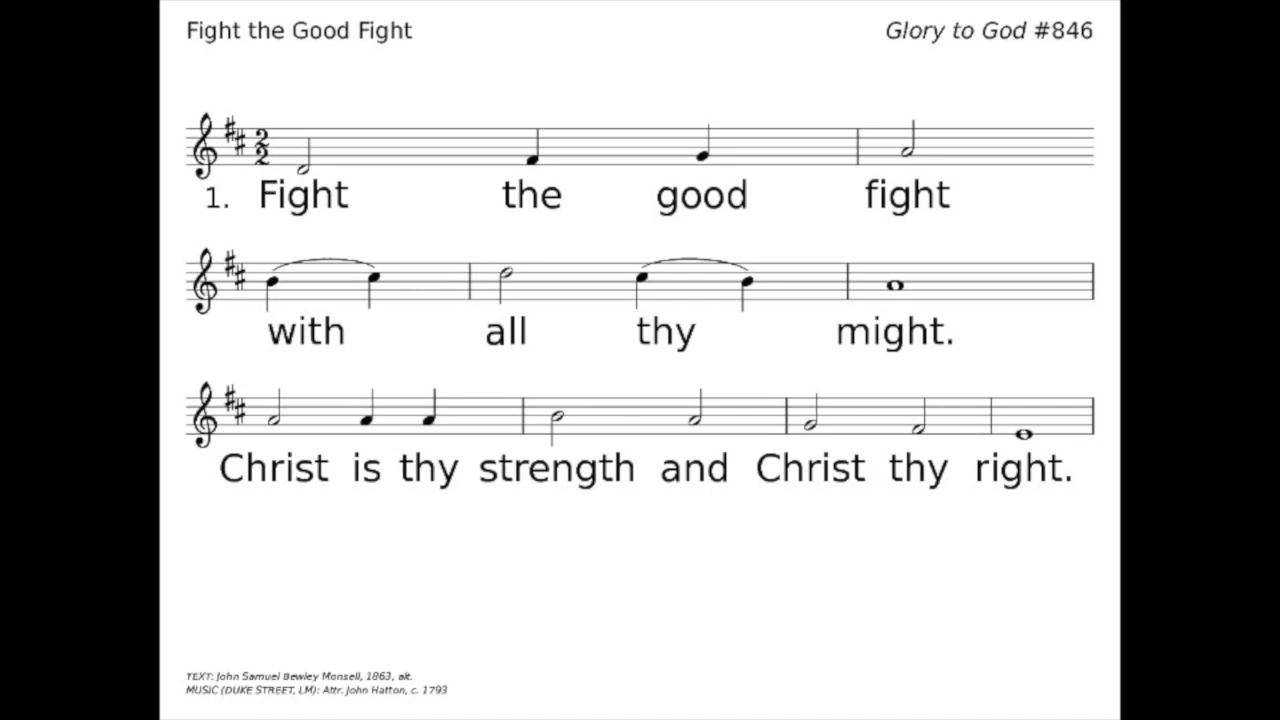 Fight the Good Fight Glory to God #846
1. Fight the good fight
with all thy might.
Christ is thy strength and Christ thy right.
TEXT: John Samuel Bewley Monsell, 1863, alt.
MUSIC (DUKE STREET, LM): Attr. John Hatton, c. 1793